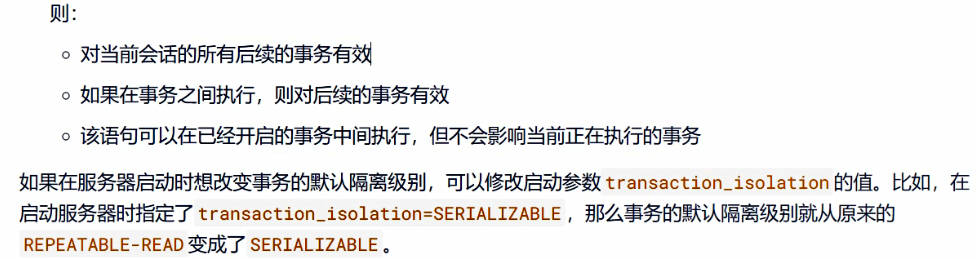 则：
对当前会话的所有后续的事务有效
如果在事务之间执行，则对后续的事务有效
该语句可以在已经开启的事务中间执行，但不会影响当前正在执行的事务
如果在服务器启动时想改变事务的默认隔离级别，可以修改启动参数 transaction_isolation 的值。比如，在
启动服务器时指定了 transaction_isolation=SERIALIZABLE ，那么事务的默认隔离级别就从原来的
REPEATABLE-READ 变成了 SERIALIZABLE 。